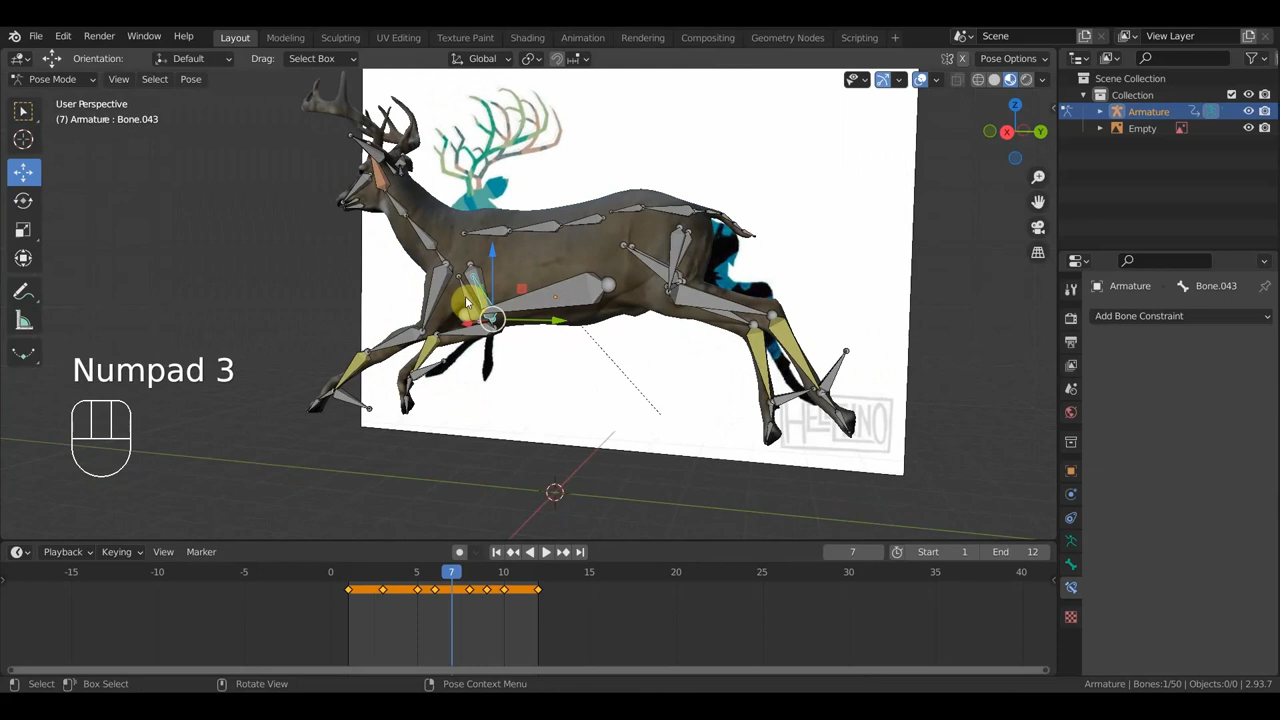 File Edit Render Window Help Layout Modeling Sculpting UV Editing Texture Paint Shading Animation Rendering Compositing Geometry Nodes Scripting + Scene View Layer
Orientation: Default Drag: Select Box Global Pose Options
Pose Mode View Select Pose
Scene Collection
Collection
Armature
Empty
User Perspective
(7) Armature : Bone.043
Z
X
Y
Armature Bone.043
Add Bone Constraint
Numpad 3
Playback Keying View Marker 7 Start 1 End 12
-15 -10 -5 0 5 7 10 15 20 25 30 35 40
Select Box Select Rotate View Pose Context Menu Armature | Bones:1/50 | Objects:0/0 | 2.93.7